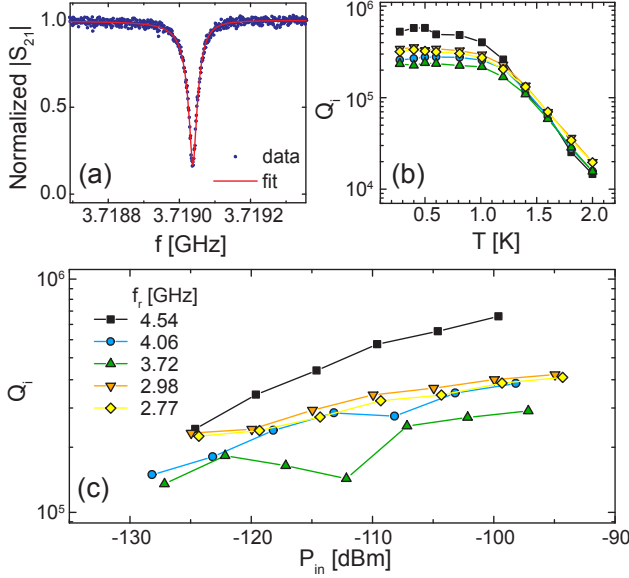 Normalized |S21|
1.0
0.5
0.0
(a)
data
fit
3.7188
3.7190
3.7192
f [GHz]
Qi
10^6
10^5
10^4
(b)
0.5
1.0
1.5
2.0
T [K]
Qi
10^6
10^5
fr [GHz]
4.54
4.06
3.72
2.98
2.77
(c)
-130
-120
-110
-100
-90
Pin [dBm]